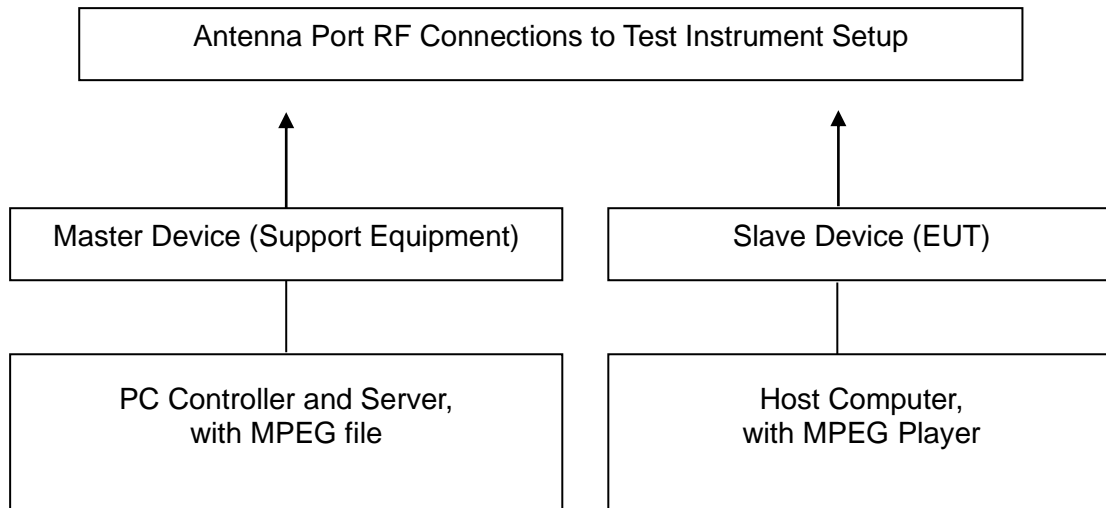 Antenna Port RF Connections to Test Instrument Setup
Master Device (Support Equipment)
Slave Device (EUT)
PC Controller and Server,
with MPEG file
Host Computer,
with MPEG Player